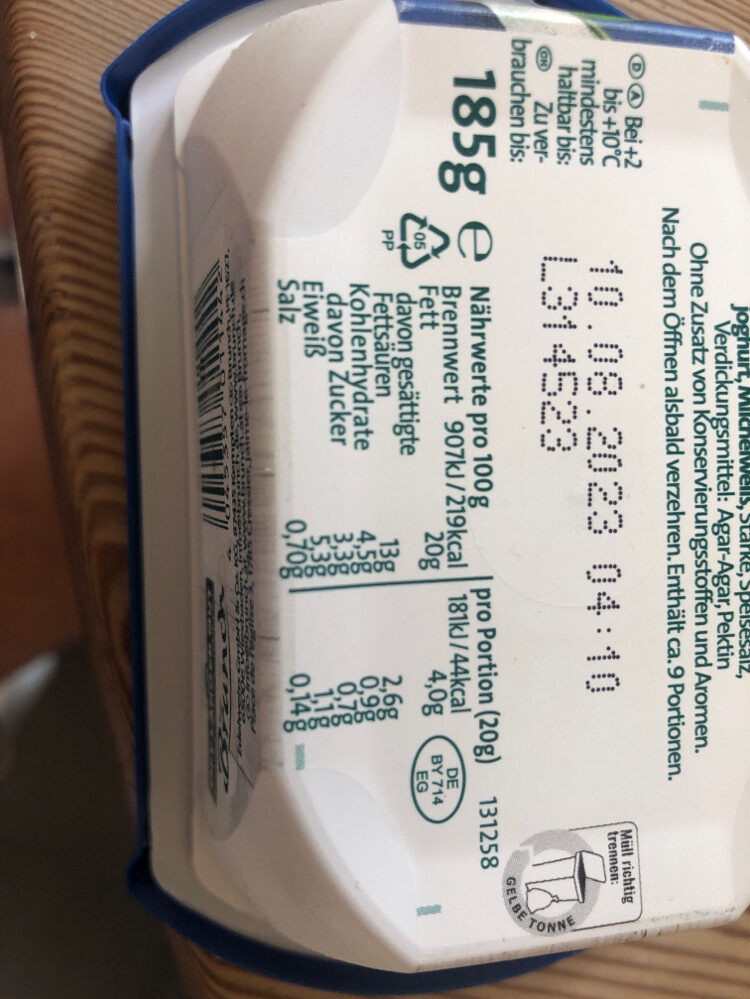 Joghurt, Milcheiweiß, Stärke, Speisesalz,
Verdickungsmittel: Agar-Agar, Pektin
Ohne Zusatz von Konservierungsstoffen und Aromen.
Nach dem Öffnen alsbald verzehren. Enthält ca. 9 Portionen.
D A Bei +2
bis +10°C
mindestens
haltbar bis:
CH Zu ver-
brauchen bis:
10.08.2023 04:10
L314523
Müll richtig
trennen:
GELBE TONNE
185g e
05
PP
Nährwerte pro 100g pro Portion (20g) 131258
Brennwert 907kJ/219kcal 181kJ/44kcal
Fett 20g 4,0g
davon gesättigte
Fettsäuren 13g 2,6g
Kohlenhydrate 4,5g 0,9g
davon Zucker 3,3g 0,7g
Eiweiß 5,3g 1,1g
Salz 0,70g 0,14g
DE
BY 714
EG